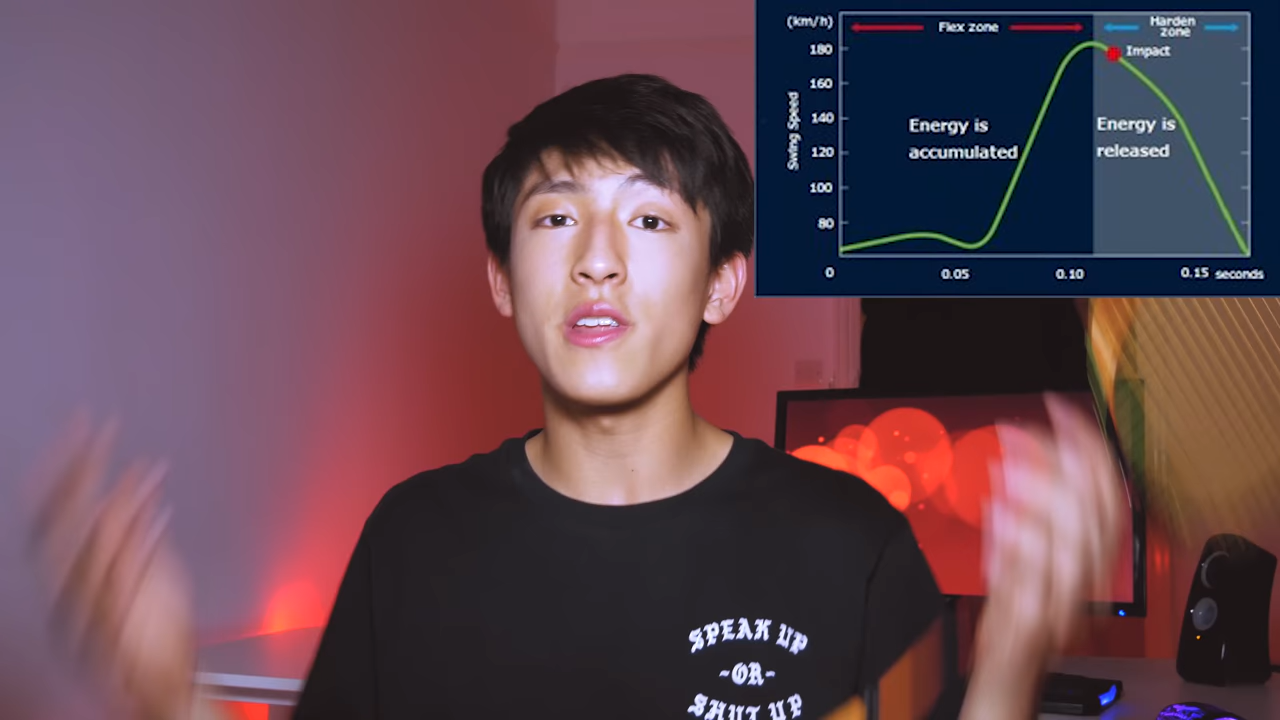 (km/h)
Flex zone
Harden
zone
180
Impact
160
140
Energy is
accumulated
Energy is
released
120
100
80
Swing Speed
0
0.05
0.10
0.15
seconds
SPEAK UP
-OR-
SHUT UP